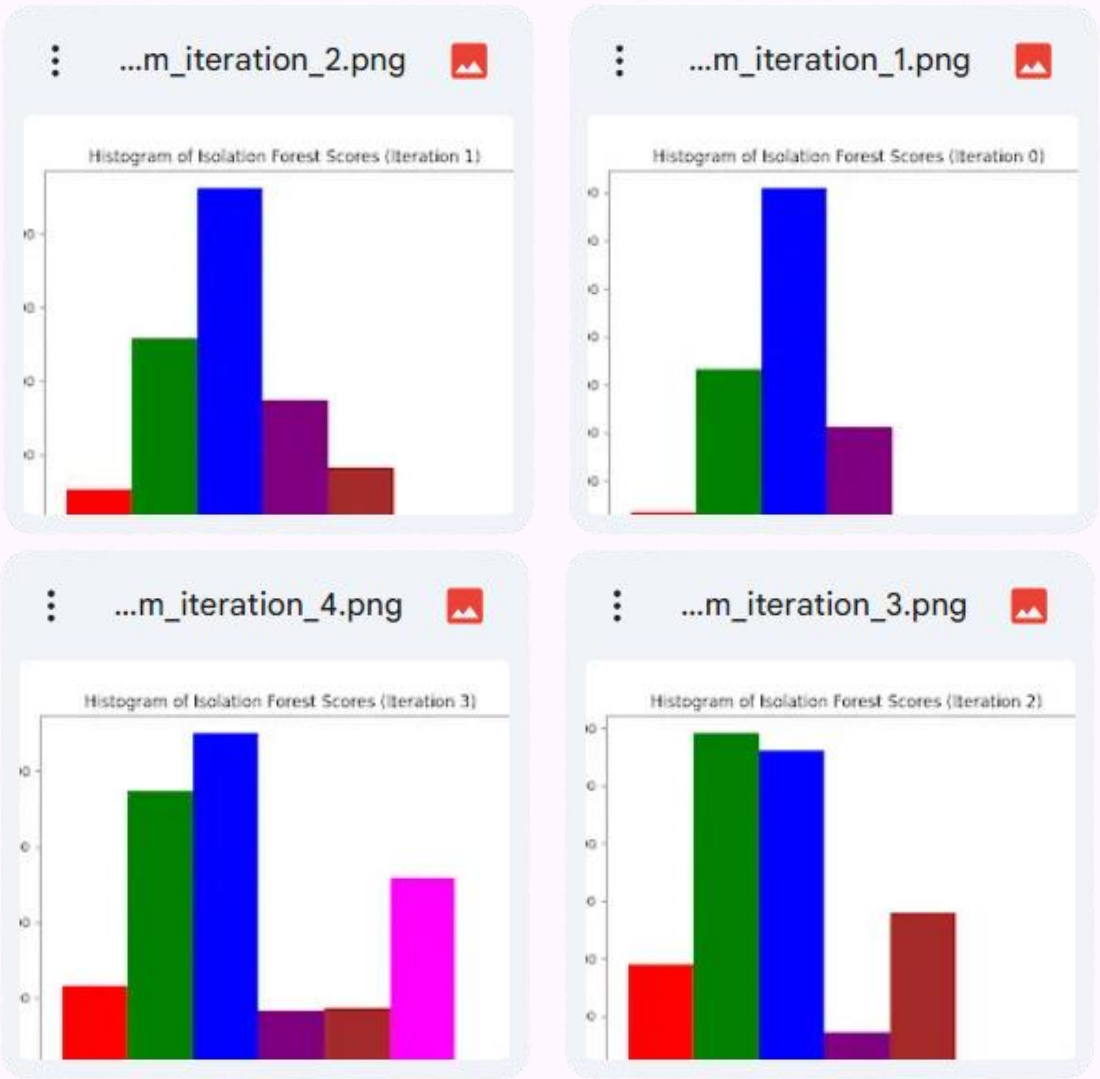 ...m_iteration_2.png
Histogram of Isolation Forest Scores (Iteration 1)
...m_iteration_1.png
Histogram of Isolation Forest Scores (Iteration 0)
...m_iteration_4.png
Histogram of Isolation Forest Scores (Iteration 3)
...m_iteration_3.png
Histogram of Isolation Forest Scores (Iteration 2)